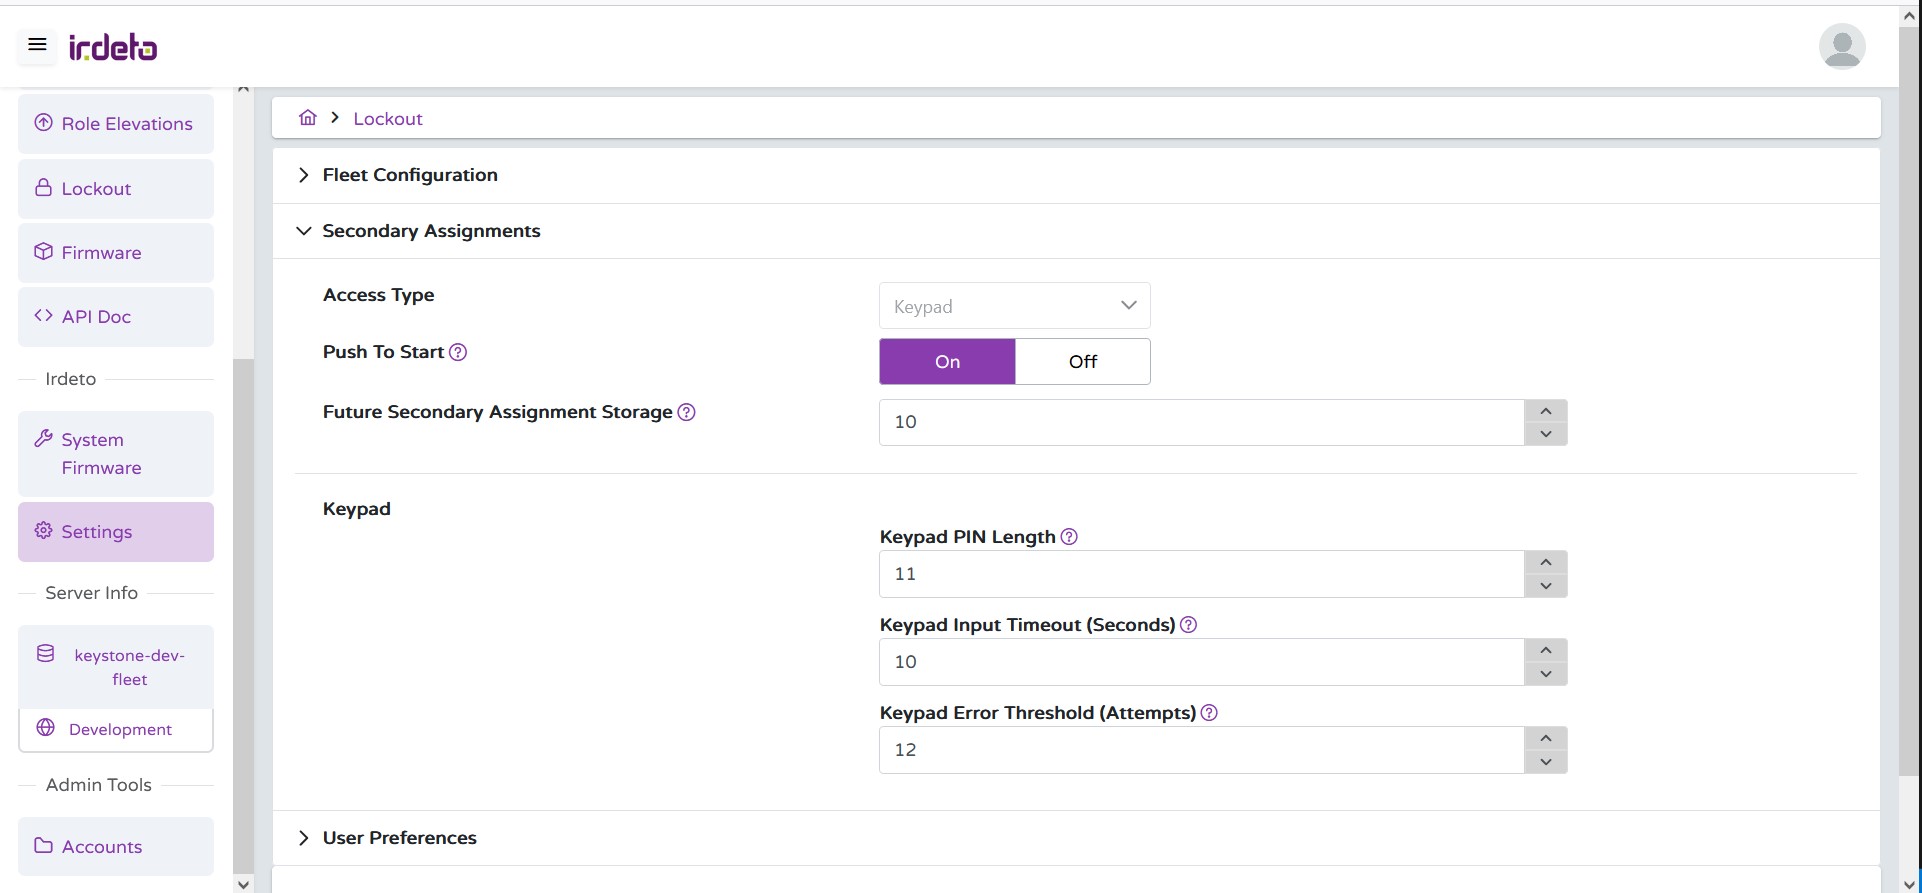 irdeto
Role Elevations
Lockout
Firmware
API Doc
Irdeto
System
Firmware
Settings
Server Info
keystone-dev-
fleet
Development
Admin Tools
Accounts
Lockout
Fleet Configuration
Secondary Assignments
Access Type
Keypad
Push To Start
On Off
Future Secondary Assignment Storage
10
Keypad
Keypad PIN Length
11
Keypad Input Timeout (Seconds)
10
Keypad Error Threshold (Attempts)
12
User Preferences